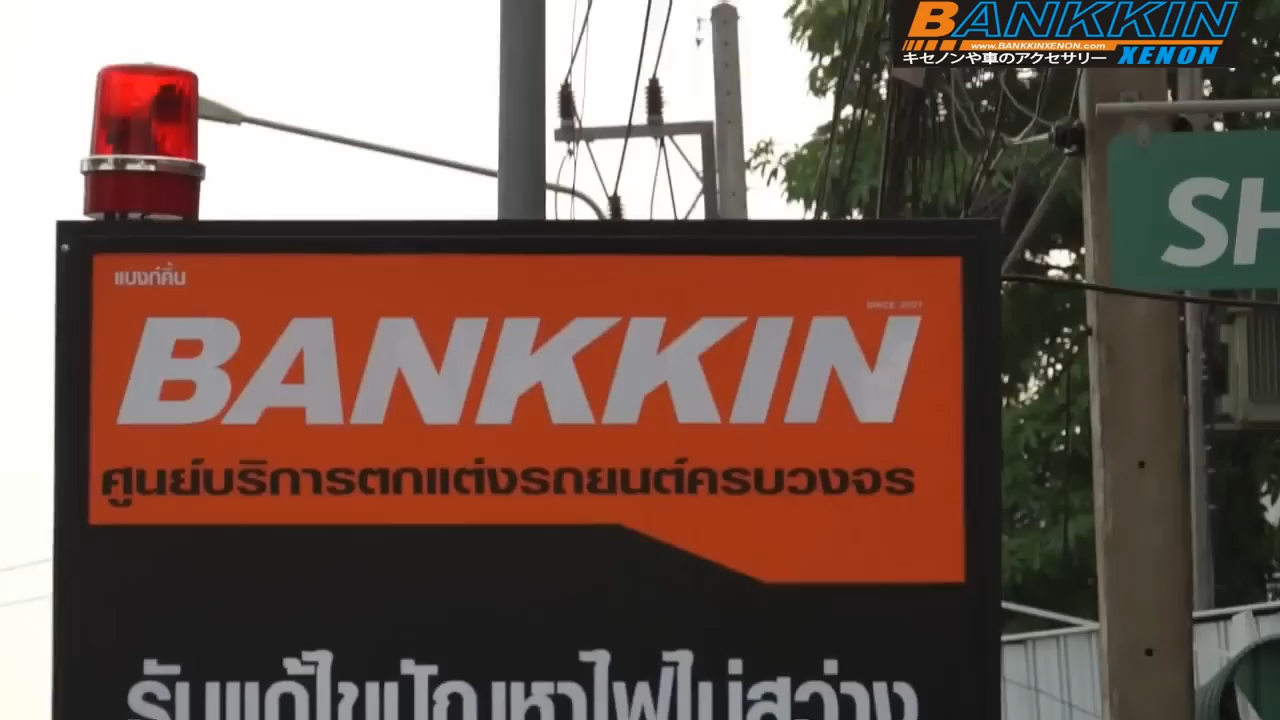 BANKKIN
www.BANKKINXENON.com
キセノンや車のアクセサリー XENON
SH
แบงก์คิ้น
SINCE 2001
BANKKIN
ศูนย์บริการตกแต่งรถยนต์ครบวงจร
รับแก้ไขปัญหาไฟไม่สว่าง